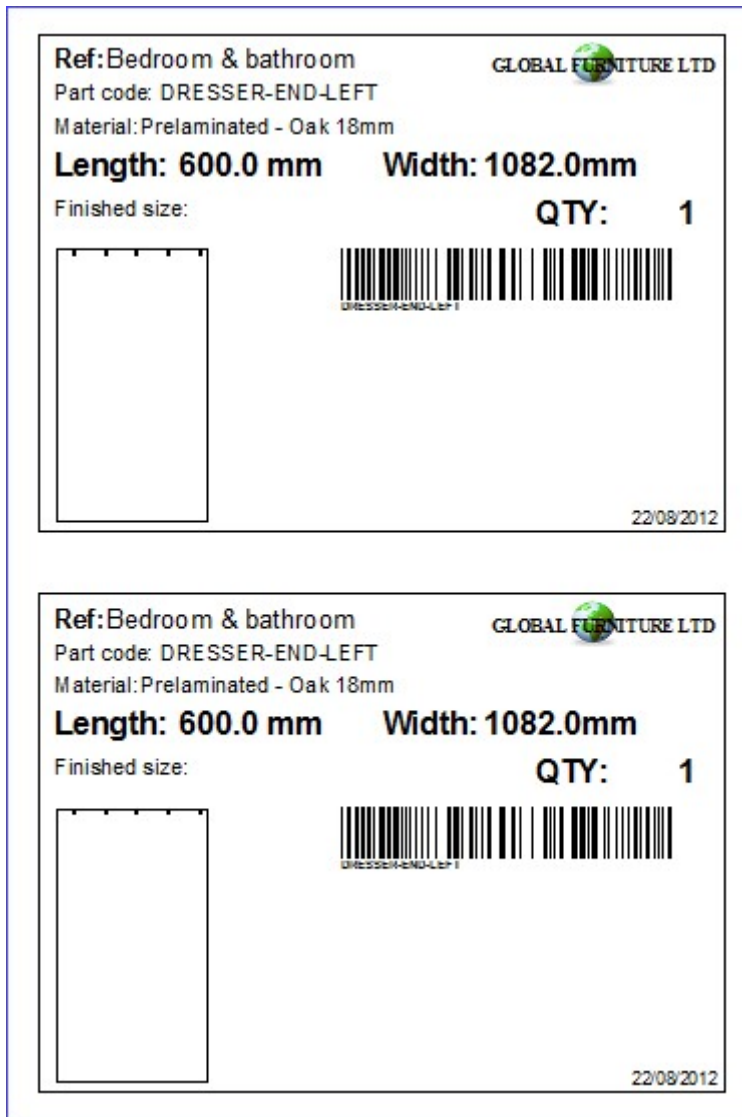 Ref:Bedroom & bathroom
GLOBAL FURNITURE LTD
Part code: DRESSER-END-LEFT
Material:Prelaminated - Oak 18mm
Length: 600.0 mm Width: 1082.0mm
Finished size: QTY: 1
DRESSER-END-LEFT
22/08/2012
Ref:Bedroom & bathroom
GLOBAL FURNITURE LTD
Part code: DRESSER-END-LEFT
Material:Prelaminated - Oak 18mm
Length: 600.0 mm Width: 1082.0mm
Finished size: QTY: 1
DRESSER-END-LEFT
22/08/2012